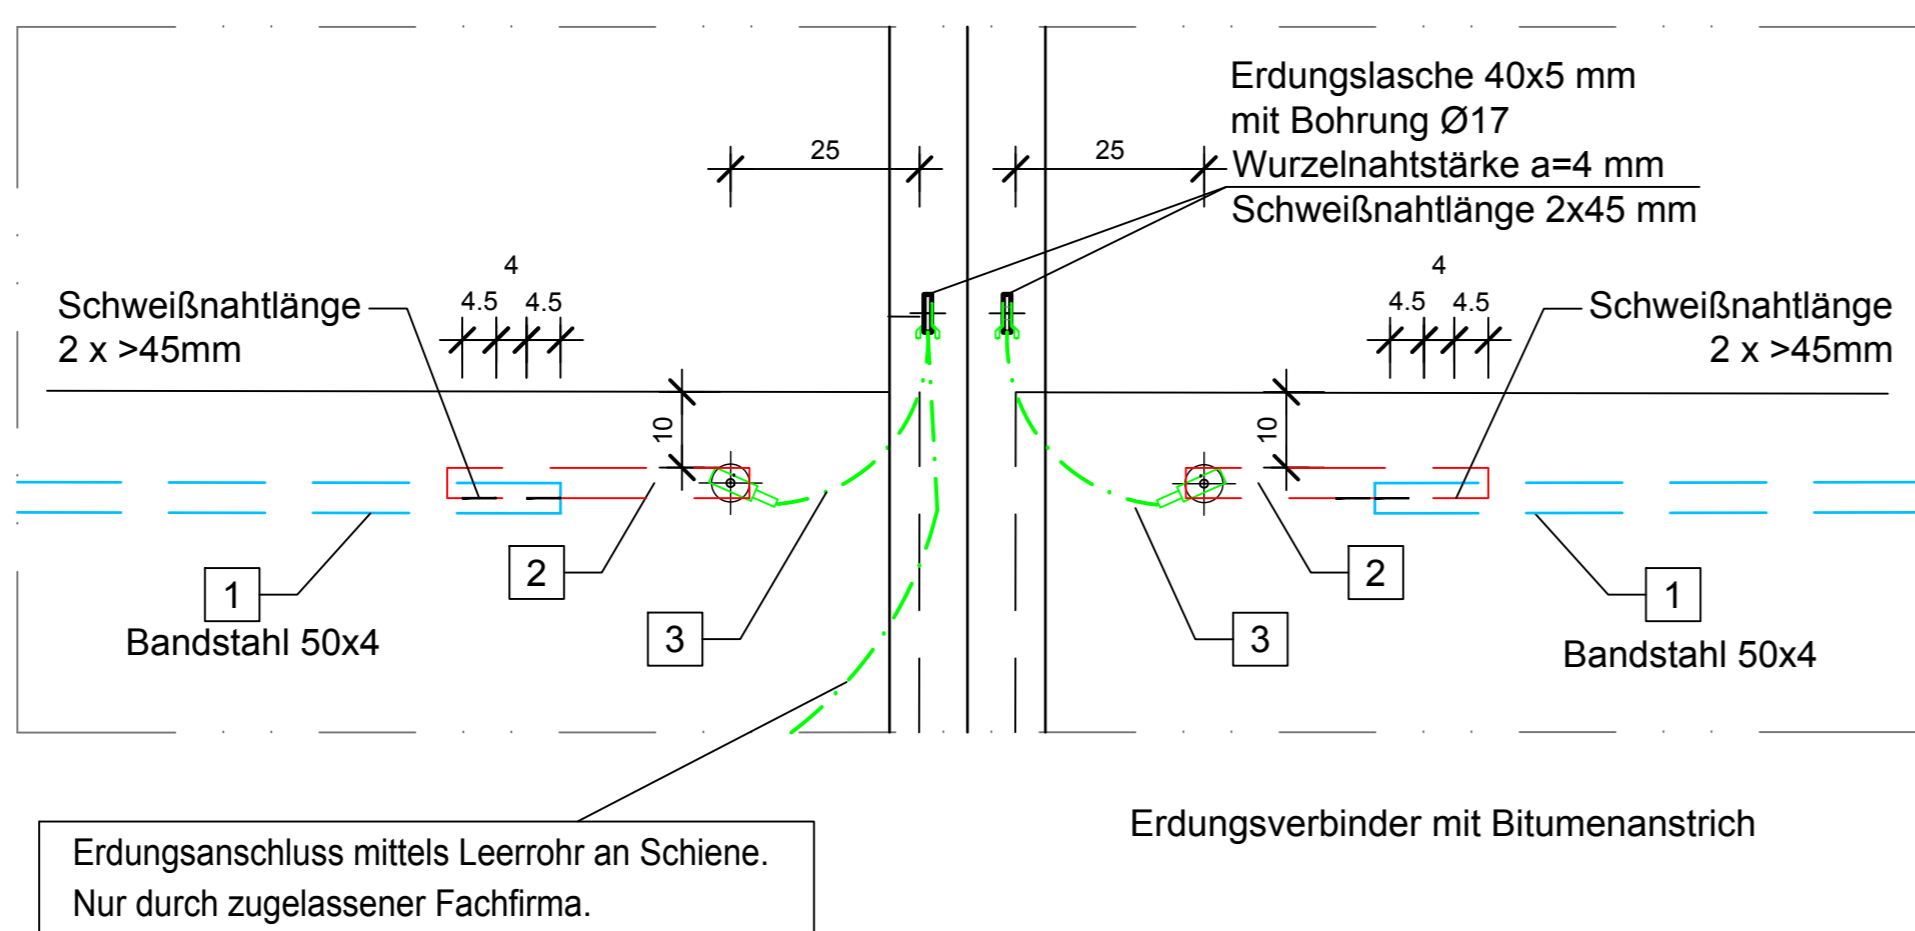 Erdungslasche 40x5 mm
mit Bohrung Ø17
Wurzelnahtstärke a=4 mm
Schweißnahtlänge 2x45 mm
25
25
4
4.5 4.5
Schweißnahtlänge
2 x >45mm
4
4.5 4.5
Schweißnahtlänge
2 x >45mm
10
10
1
Bandstahl 50x4
2
3
3
2
1
Bandstahl 50x4
Erdungsanschluss mittels Leerrohr an Schiene.
Nur durch zugelassener Fachfirma.
Erdungsverbinder mit Bitumenanstrich